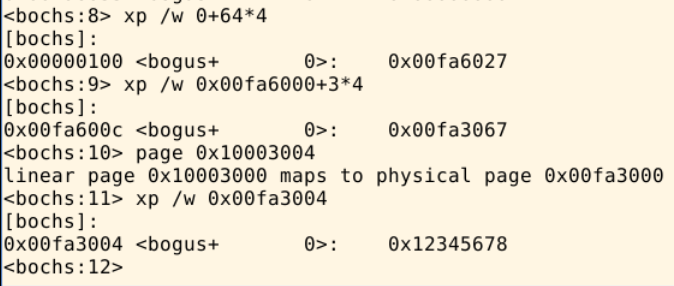 <bochs:8> xp /w 0+64*4
[bochs]:
0x00000100 <bogus+       0>:    0x00fa6027
<bochs:9> xp /w 0x00fa6000+3*4
[bochs]:
0x00fa600c <bogus+       0>:    0x00fa3067
<bochs:10> page 0x10003004
linear page 0x10003000 maps to physical page 0x00fa3000
<bochs:11> xp /w 0x00fa3004
[bochs]:
0x00fa3004 <bogus+       0>:    0x12345678
<bochs:12>